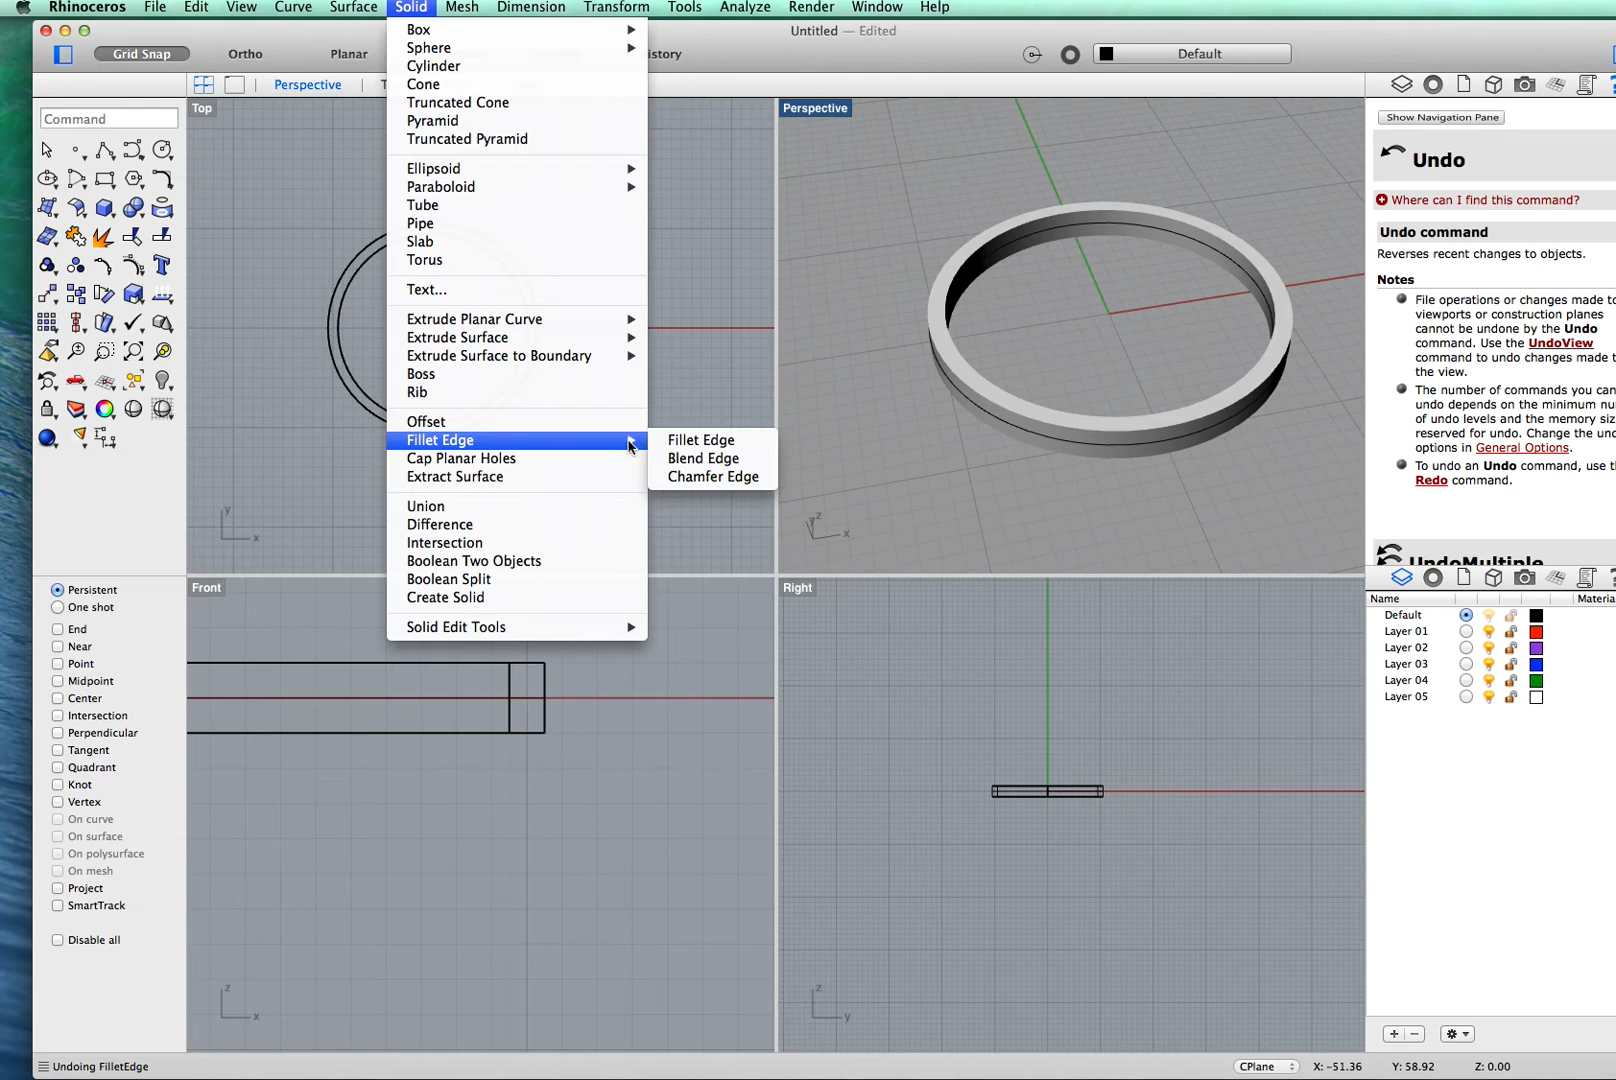 Rhinoceros File Edit View Curve Surface Solid Mesh Dimension Transform Tools Analyze Render Window Help
Untitled — Edited
Grid Snap Ortho Planar istory Default
Perspective T
Show Navigation Pane
Command
Top
Perspective
Front
Right
Box
Sphere
Cylinder
Cone
Truncated Cone
Pyramid
Truncated Pyramid
Ellipsoid
Paraboloid
Tube
Pipe
Slab
Torus
Text...
Extrude Planar Curve
Extrude Surface
Extrude Surface to Boundary
Boss
Rib
Offset
Fillet Edge
Cap Planar Holes
Extract Surface
Union
Difference
Intersection
Boolean Two Objects
Boolean Split
Create Solid
Solid Edit Tools
Fillet Edge
Blend Edge
Chamfer Edge
y
x
z
x
z
x
z
y
Undo
Where can I find this command?
Undo command
Reverses recent changes to objects.
Notes
File operations or changes made to
viewports or construction planes
cannot be undone by the Undo
command. Use the UndoView
command to undo changes made t
the view.
The number of commands you can
undo depends on the minimum nu
of undo levels and the memory siz
reserved for undo. Change the und
options in General Options.
To undo an Undo command, use t
Redo command.
UndoMultiple
Persistent
One shot
End
Near
Point
Midpoint
Center
Intersection
Perpendicular
Tangent
Quadrant
Knot
Vertex
On curve
On surface
On polysurface
On mesh
Project
SmartTrack
Disable all
Name Materia
Default
Layer 01
Layer 02
Layer 03
Layer 04
Layer 05
Undoing FilletEdge
CPlane X: -51.36 Y: 58.92 Z: 0.00